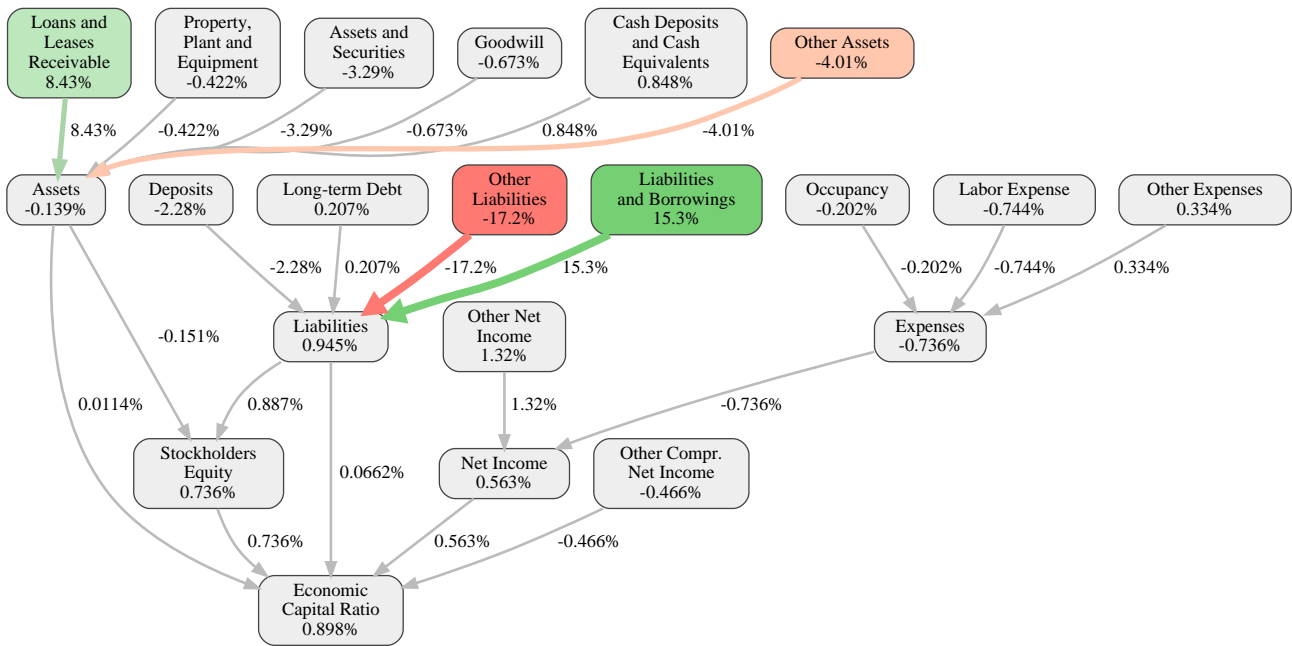 Loans and
Leases
Receivable
8.43%
Property,
Plant and
Equipment
-0.422%
Assets and
Securities
-3.29%
Goodwill
-0.673%
Cash Deposits
and Cash
Equivalents
0.848%
Other Assets
-4.01%
8.43%
-0.422%
-3.29%
-0.673%
0.848%
-4.01%
Assets
-0.139%
Deposits
-2.28%
Long-term Debt
0.207%
Other
Liabilities
-17.2%
Liabilities
and Borrowings
15.3%
Occupancy
-0.202%
Labor Expense
-0.744%
Other Expenses
0.334%
-2.28%
0.207%
-17.2%
15.3%
-0.202%
-0.744%
0.334%
-0.151%
Liabilities
0.945%
Other Net
Income
1.32%
Expenses
-0.736%
0.0114%
0.887%
1.32%
-0.736%
Stockholders
Equity
0.736%
0.0662%
Net Income
0.563%
Other Compr.
Net Income
-0.466%
0.736%
0.563%
-0.466%
Economic
Capital Ratio
0.898%